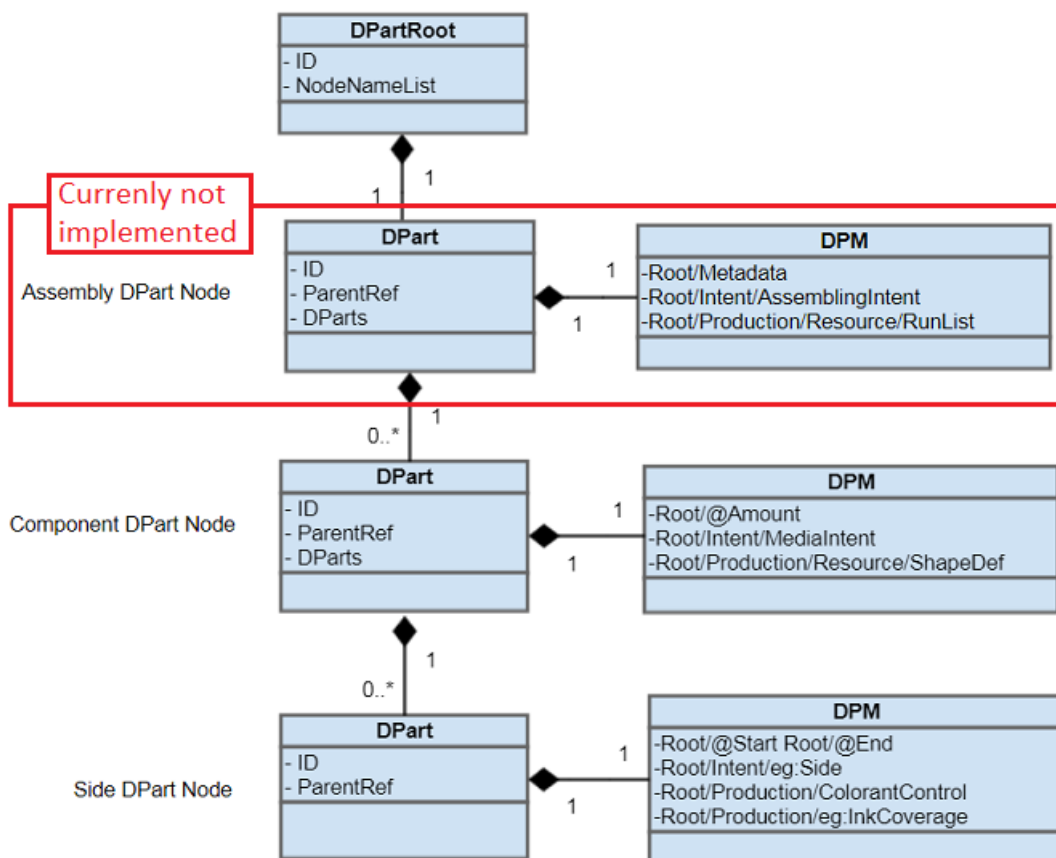 DPartRoot
- ID
- NodeNameList
1
1
Currenly not
implemented
Assembly DPart Node
DPart
- ID
- ParentRef
- DParts
1
1
DPM
-Root/Metadata
-Root/Intent/AssemblingIntent
-Root/Production/Resource/RunList
1
0..*
Component DPart Node
DPart
- ID
- ParentRef
- DParts
1
1
DPM
-Root/@Amount
-Root/Intent/MediaIntent
-Root/Production/Resource/ShapeDef
1
0..*
Side DPart Node
DPart
- ID
- ParentRef
1
1
DPM
-Root/@Start Root/@End
-Root/Intent/eg:Side
-Root/Production/ColorantControl
-Root/Production/eg:InkCoverage